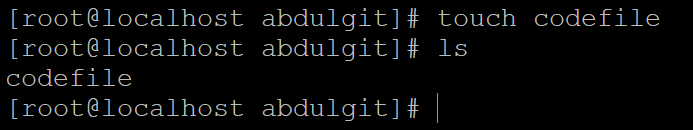 [root@localhost abdulgit]# touch codefile
[root@localhost abdulgit]# ls
codefile
[root@localhost abdulgit]#